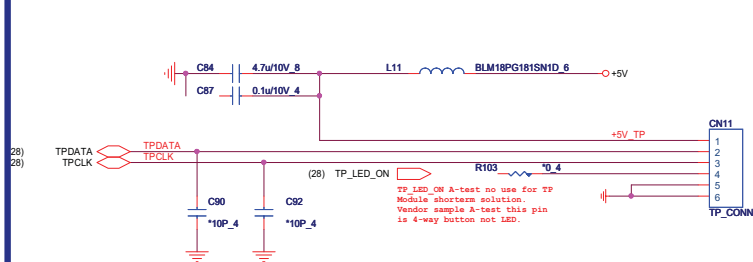 C84 4.7u/10V_8 L11 BLM18PG181SN1D_6 +5V
C87 0.1u/10V_4
CN11
+5V_TP 1
28) TPDATA TPDATA 2
28) TPCLK TPCLK 3
(28) TP_LED_ON R103 *0_4 4
5
6
TP_LED_ON A-test no use for TP
Module shorterm solution.
Vendor sample A-test this pin
is 4-way button not LED.
TP_CONN
C90 C92
*10P_4 *10P_4